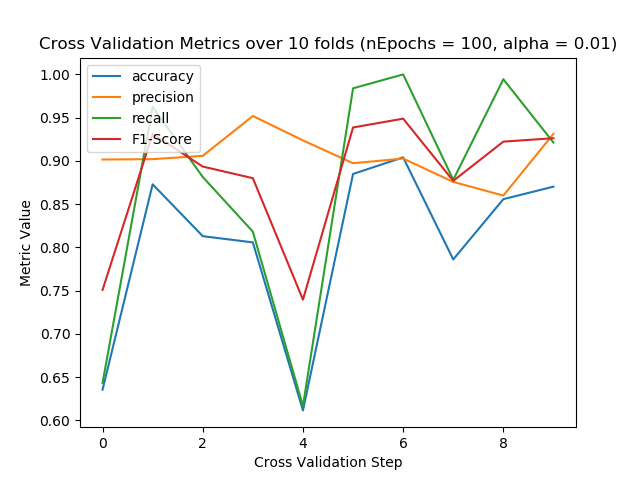 Cross Validation Metrics over 10 folds (nEpochs = 100, alpha = 0.01)
accuracy
precision
recall
F1-Score
1.00
0.95
0.90
0.85
0.80
0.75
0.70
0.65
0.60
Metric Value
0 2 4 6 8
Cross Validation Step